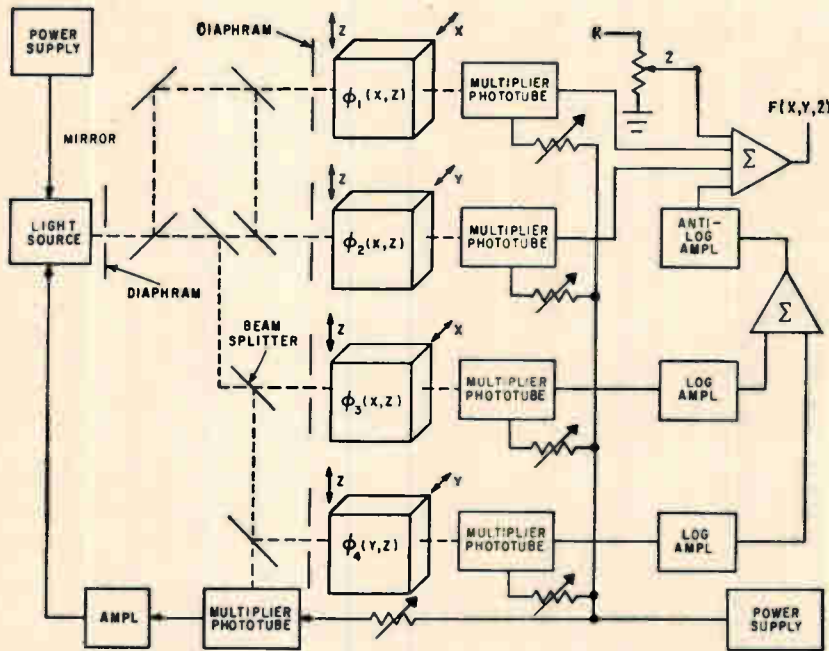 POWER
SUPPLY
DIAPHRAM
Z
X
ϕ₁(X,Z)
MULTIPLIER
PHOTOTUBE
R
Z
F(X,Y,Z)
Σ
MIRROR
LIGHT
SOURCE
DIAPHRAM
Z
Y
ϕ₂(X,Z)
MULTIPLIER
PHOTOTUBE
ANTI-
LOG
AMPL
Σ
BEAM
SPLITTER
Z
X
ϕ₃(X,Z)
MULTIPLIER
PHOTOTUBE
LOG
AMPL
Z
Y
ϕ₄(Y,Z)
MULTIPLIER
PHOTOTUBE
LOG
AMPL
AMPL
MULTIPLIER
PHOTOTUBE
POWER
SUPPLY